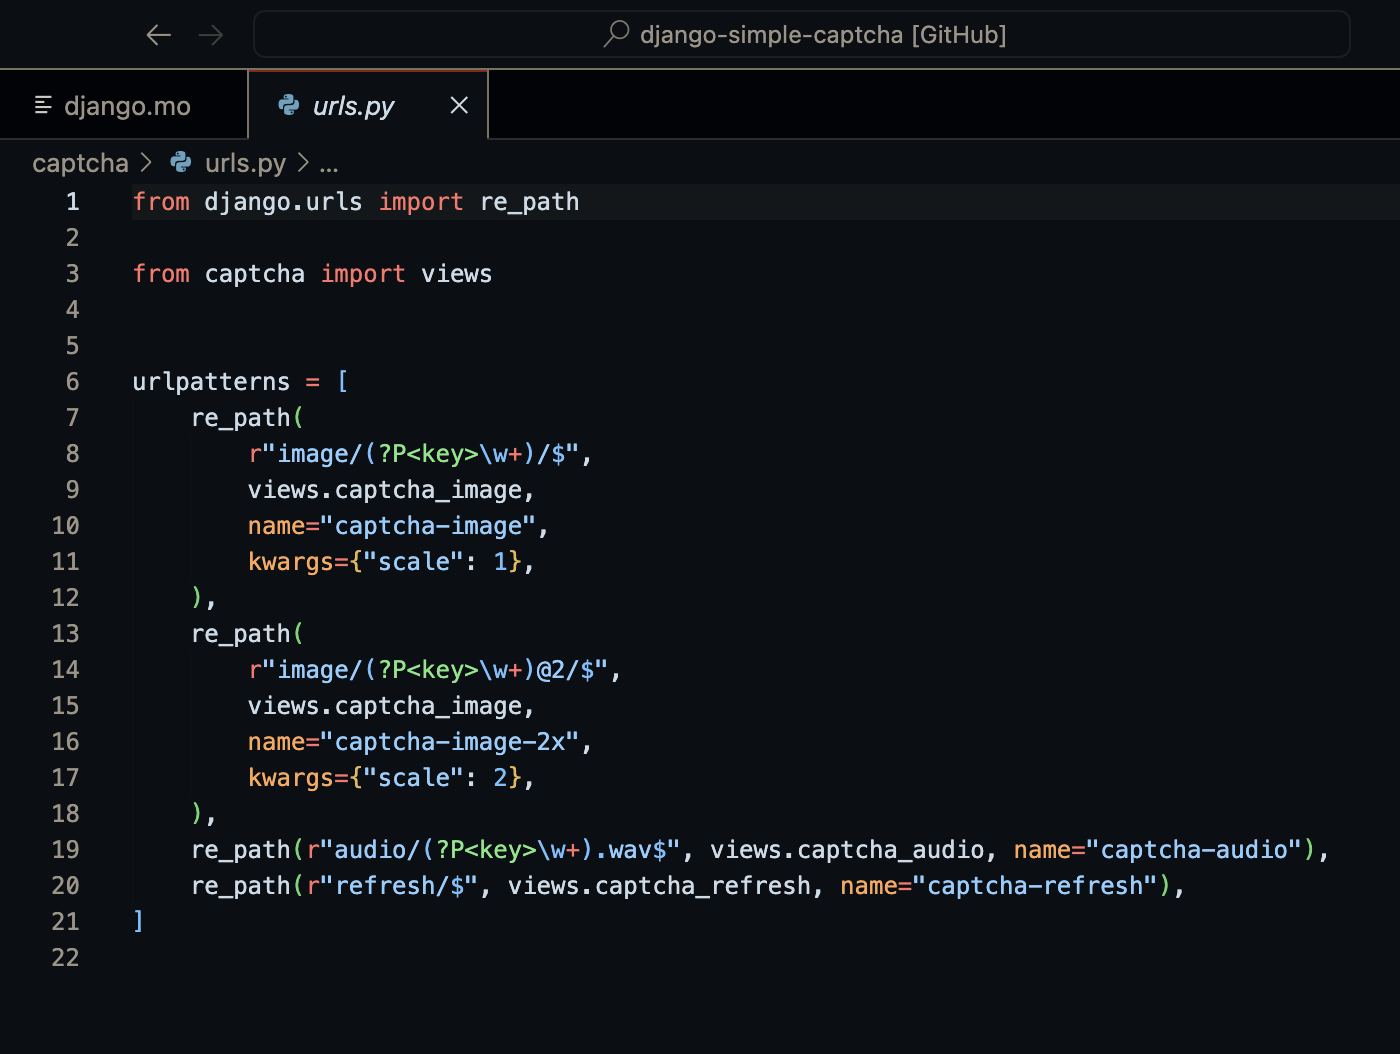 django-simple-captcha [GitHub]
django.mo
urls.py
captcha > urls.py > ...
1 from django.urls import re_path
2
3 from captcha import views
4
5
6 urlpatterns = [
7     re_path(
8         r"image/(?P<key>\w+)/$",
9         views.captcha_image,
10         name="captcha-image",
11         kwargs={"scale": 1},
12     ),
13     re_path(
14         r"image/(?P<key>\w+)@2/$",
15         views.captcha_image,
16         name="captcha-image-2x",
17         kwargs={"scale": 2},
18     ),
19     re_path(r"audio/(?P<key>\w+).wav$", views.captcha_audio, name="captcha-audio"),
20     re_path(r"refresh/$", views.captcha_refresh, name="captcha-refresh"),
21 ]
22